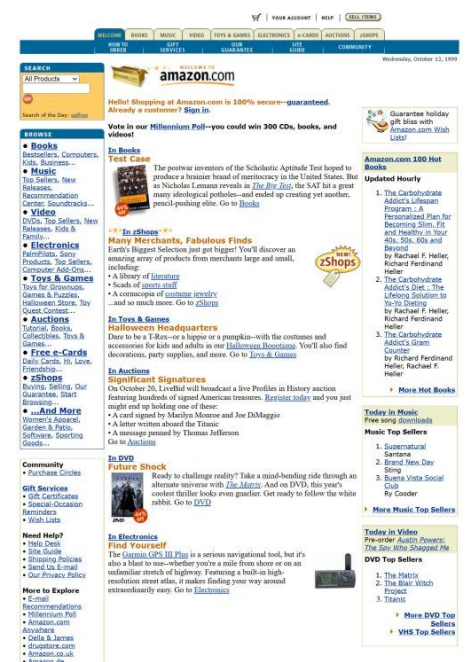 YOUR ACCOUNT | HELP | SELL ITEMS
WELCOME BOOKS MUSIC VIDEO TOYS & GAMES ELECTRONICS e-CARDS AUCTIONS zSHOPS
HOW TO ORDER GIFT SERVICES OUR GUARANTEE SITE GUIDE COMMUNITY
Wednesday, October 13, 1999
SEARCH
All Products
Search of the Day: saffron
BROWSE
• Books
Bestsellers, Computers,
Kids, Business...
• Music
Top Sellers, New
Releases,
Recommendation
Center, Soundtracks...
• Video
DVDs, Top Sellers, New
Releases, Kids &
Family...
• Electronics
PalmPilots, Sony
Products, Top Sellers,
Computer Add-Ons...
• Toys & Games
Toys for Grownups,
Games & Puzzles,
Halloween Store, Toy
Quest Contest...
• Auctions
Tutorial, Books,
Collectibles, Toys &
Games...
• Free e-Cards
Daily Cards, Hi, Love,
Friendship...
• zShops
Buying, Selling, Our
Guarantee, Start
Browsing...
• ...And More
Women's Apparel,
Garden & Patio,
Software, Sporting
Goods...
Community
• Purchase Circles
Gift Services
• Gift Certificates
• Special-Occasion
Reminders
• Wish Lists
Need Help?
• Help Desk
• Site Guide
• Shipping Policies
• Send Us E-mail
• Our Privacy Policy
More to Explore
• E-mail
Recommendations
• Millennium Poll
• Amazon.com
Anywhere
• Della & James
• drugstore.com
• Amazon.co.uk
• Amazon.de
WELCOME TO
amazon.com
Hello! Shopping at Amazon.com is 100% secure--guaranteed.
Already a customer? Sign in.
Vote in our Millennium Poll--you could win 300 CDs, books, and
videos!
In Books
Test Case
The postwar inventors of the Scholastic Aptitude Test hoped to
produce a brainier brand of meritocracy in the United States. But
as Nicholas Lemann reveals in The Big Test, the SAT hit a great
many ideological potholes--and ended up creating yet another,
pencil-pushing elite. Go to Books
In zShops
Many Merchants, Fabulous Finds
Earth's Biggest Selection just got bigger! You'll discover an
amazing array of products from merchants large and small,
including:
• A library of literature
• Scads of sports stuff
• A cornucopia of costume jewelry
...and so much more. Go to zShops
NEW!
zShops
In Toys & Games
Halloween Headquarters
Dare to be a T-Rex--or a hippie or a pumpkin--with the costumes and
accessories for kids and adults in our Halloween Boootique. You'll also find
decorations, party supplies, and more. Go to Toys & Games
In Auctions
Significant Signatures
On October 20, LiveBid will broadcast a live Profiles in History auction
featuring hundreds of signed American treasures. Register today and you just
might end up holding one of these:
• A card signed by Marilyn Monroe and Joe DiMaggio
• A letter written aboard the Titanic
• A message penned by Thomas Jefferson
Go to Auctions
In DVD
Future Shock
Ready to challenge reality? Take a mind-bending ride through an
alternate universe with The Matrix. And on DVD, this year's
coolest thriller looks even gnarlier. Get ready to follow the white
rabbit. Go to DVD
In Electronics
Find Yourself
The Garmin GPS III Plus is a serious navigational tool, but it's
also a blast to use--whether you're a mile from shore or on an
unfamiliar stretch of highway. Featuring a built-in high-
resolution street atlas, it makes finding your way around
extraordinarily easy. Go to Electronics
Guarantee holiday
gift bliss with
Amazon.com Wish
Lists!
Amazon.com 100 Hot
Books
Updated Hourly
1. The Carbohydrate
Addict's Lifespan
Program : A
Personalized Plan for
Becoming Slim, Fit
and Healthy in Your
40s, 50s, 60s and
Beyond
by Rachael F. Heller,
Richard Ferdinand
Heller
2. The Carbohydrate
Addict's Diet : The
Lifelong Solution to
Yo-Yo Dieting
by Rachael F. Heller,
Richard Ferdinand
Heller
3. The Carbohydrate
Addict's Gram
Counter
by Richard Ferdinand
Heller, Rachael F.
Heller
More Hot Books
Today in Music
Free song downloads
Music Top Sellers
1. Supernatural
Santana
2. Brand New Day
Sting
3. Buena Vista Social
Club
Ry Cooder
More Music Top Sellers
Today in Video
Pre-order Austin Powers:
The Spy Who Shagged Me
DVD Top Sellers
1. The Matrix
2. The Blair Witch
Project
3. Titanic
More DVD Top
Sellers
VHS Top Sellers